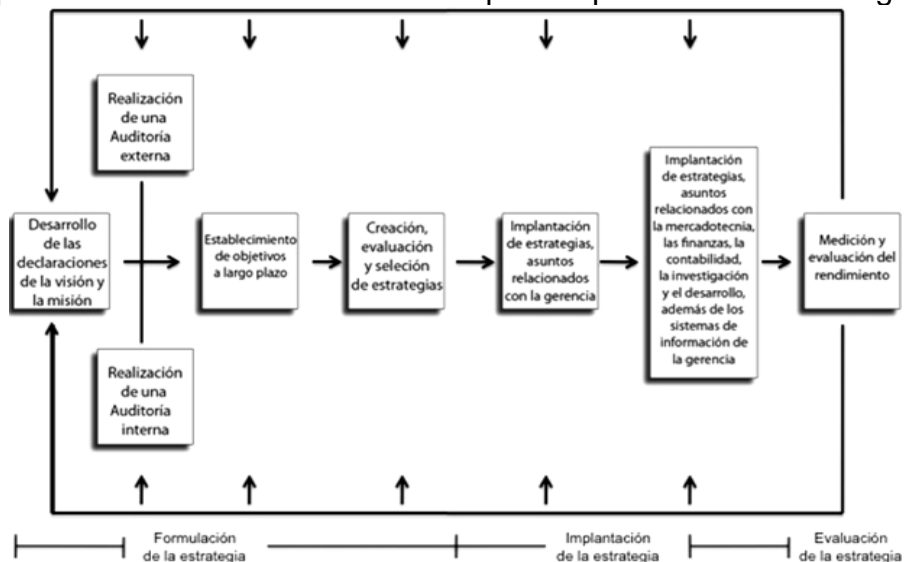 Realización
de una
Auditoría
externa
Desarrollo
de las
declaraciones
de la visión y
la misión
Realización
de una
Auditoría
interna
Establecimiento
de objetivos
a largo plazo
Creación,
evaluación
y seleción
de estrategias
Implantación
de estrategias,
asuntos
relacionados
con la gerencia
Implantación
de estrategias,
asuntos
relacionados con
la mercadotecnia,
las finanzas, la
contabilidad,
la investigación
y el desarrollo,
además de los
sistemas de
información de
la gerencia
Medición y
evaluación del
rendimiento
Formulación
de la estrategia
Implantación
de la estrategia
Evaluación
de la estrategia